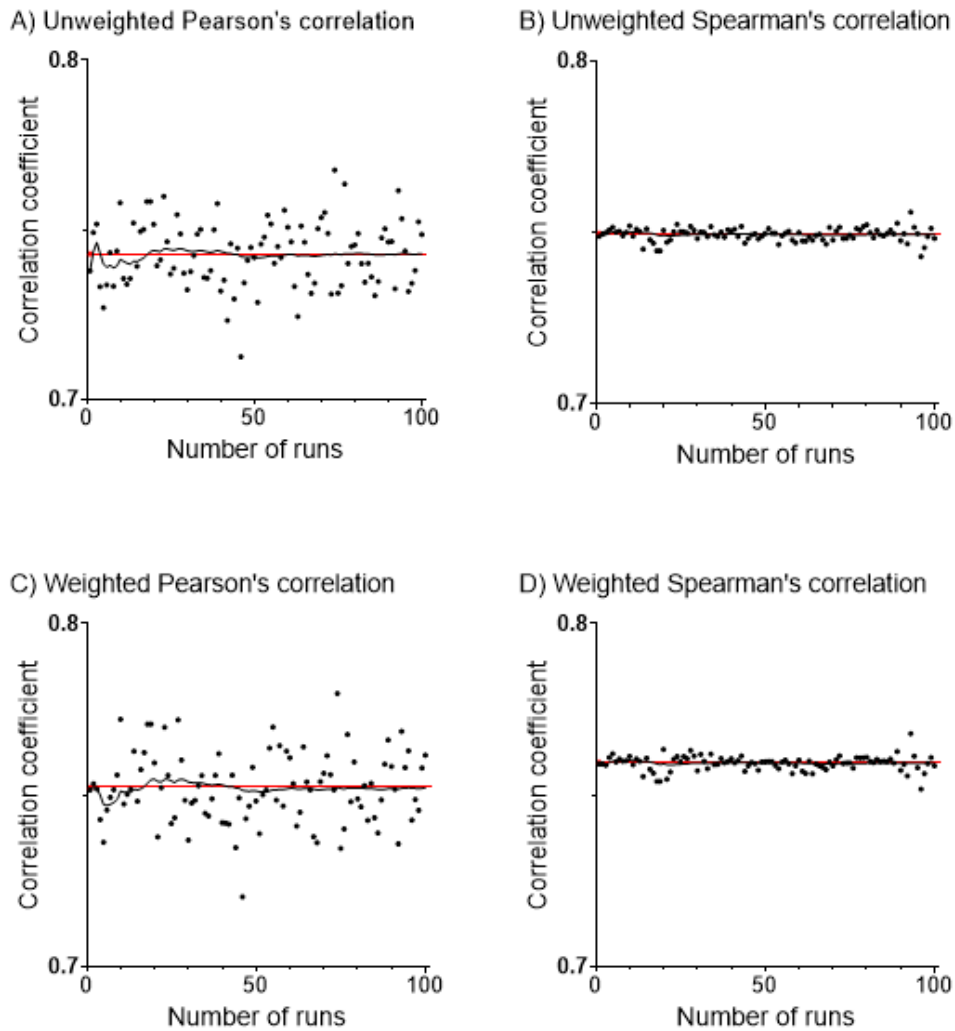 A) Unweighted Pearson's correlation
0.8
Correlation coefficient
0.7
0
50
100
Number of runs
B) Unweighted Spearman's correlation
0.8
Correlation coefficient
0.7
0
50
100
Number of runs
C) Weighted Pearson's correlation
0.8
Correlation coefficient
0.7
0
50
100
Number of runs
D) Weighted Spearman's correlation
0.8
Correlation coefficient
0.7
0
50
100
Number of runs